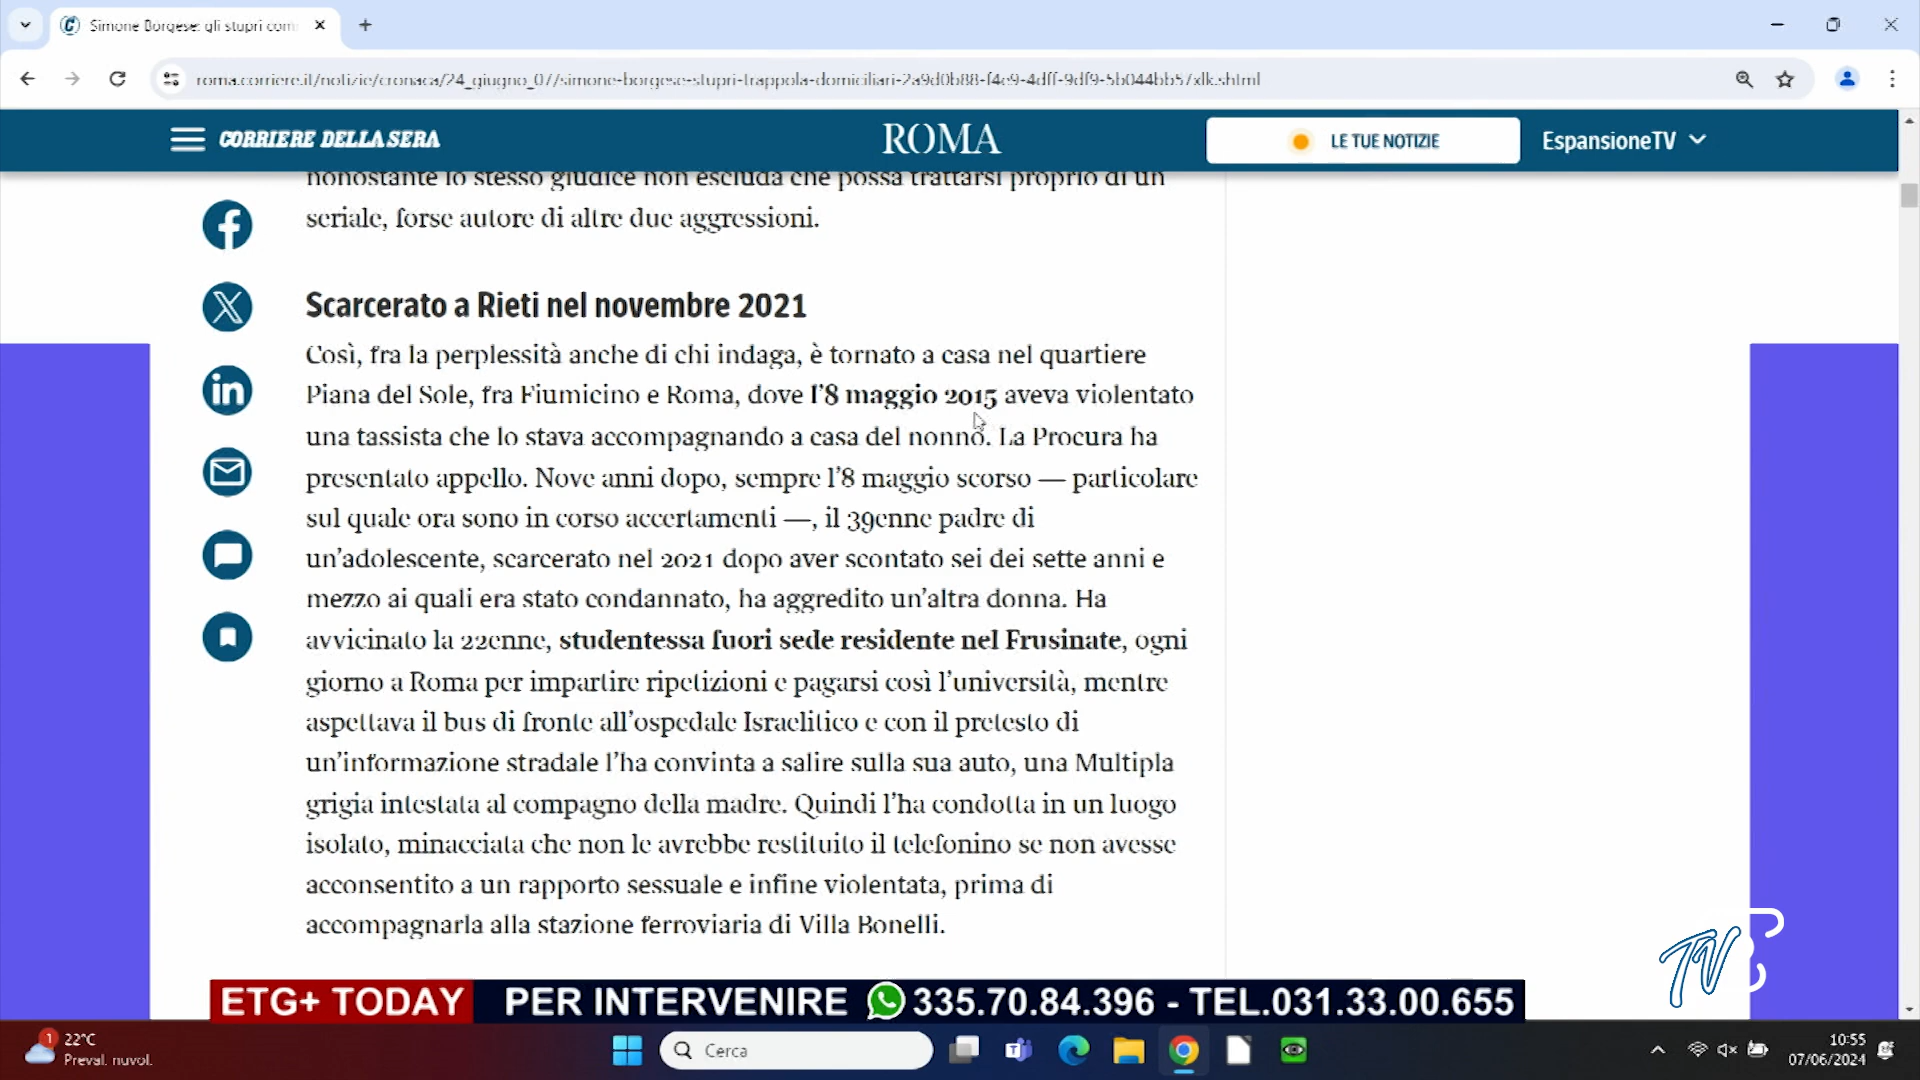 Simone Borgese: gli stupri com
roma.corriere.it/notizie/cronaca/24_giugno_07/simone-borgese-stupri-trappola-domiciliari-2a9d0b88-f4e9-4dff-9df9-5b044bb57xlk.shtml
CORRIERE DELLA SERA
ROMA
LE TUE NOTIZIE
EspansioneTV
nonostante lo stesso giudice non escluda che possa trattarsi proprio di un
seriale, forse autore di altre due aggressioni.
Scarcerato a Rieti nel novembre 2021
Così, fra la perplessità anche di chi indaga, è tornato a casa nel quartiere
Piana del Sole, fra Fiumicino e Roma, dove l'8 maggio 2015 aveva violentato
una tassista che lo stava accompagnando a casa del nonno. La Procura ha
presentato appello. Nove anni dopo, sempre l'8 maggio scorso — particolare
sul quale ora sono in corso accertamenti —, il 39enne padre di
un'adolescente, scarcerato nel 2021 dopo aver scontato sei dei sette anni e
mezzo ai quali era stato condannato, ha aggredito un'altra donna. Ha
avvicinato la 22enne, studentessa fuori sede residente nel Frusinate, ogni
giorno a Roma per impartire ripetizioni e pagarsi così l'università, mentre
aspettava il bus di fronte all'ospedale Israelitico e con il pretesto di
un'informazione stradale l'ha convinta a salire sulla sua auto, una Multipla
grigia intestata al compagno della madre. Quindi l'ha condotta in un luogo
isolato, minacciata che non le avrebbe restituito il telefonino se non avesse
acconsentito a un rapporto sessuale e infine violentata, prima di
accompagnarla alla stazione ferroviaria di Villa Bonelli.
TV
ETG+ TODAY PER INTERVENIRE 335.70.84.396 - TEL.031.33.00.655
1
22°C
Preval. nuvol.
Cerca
10:55
07/06/2024